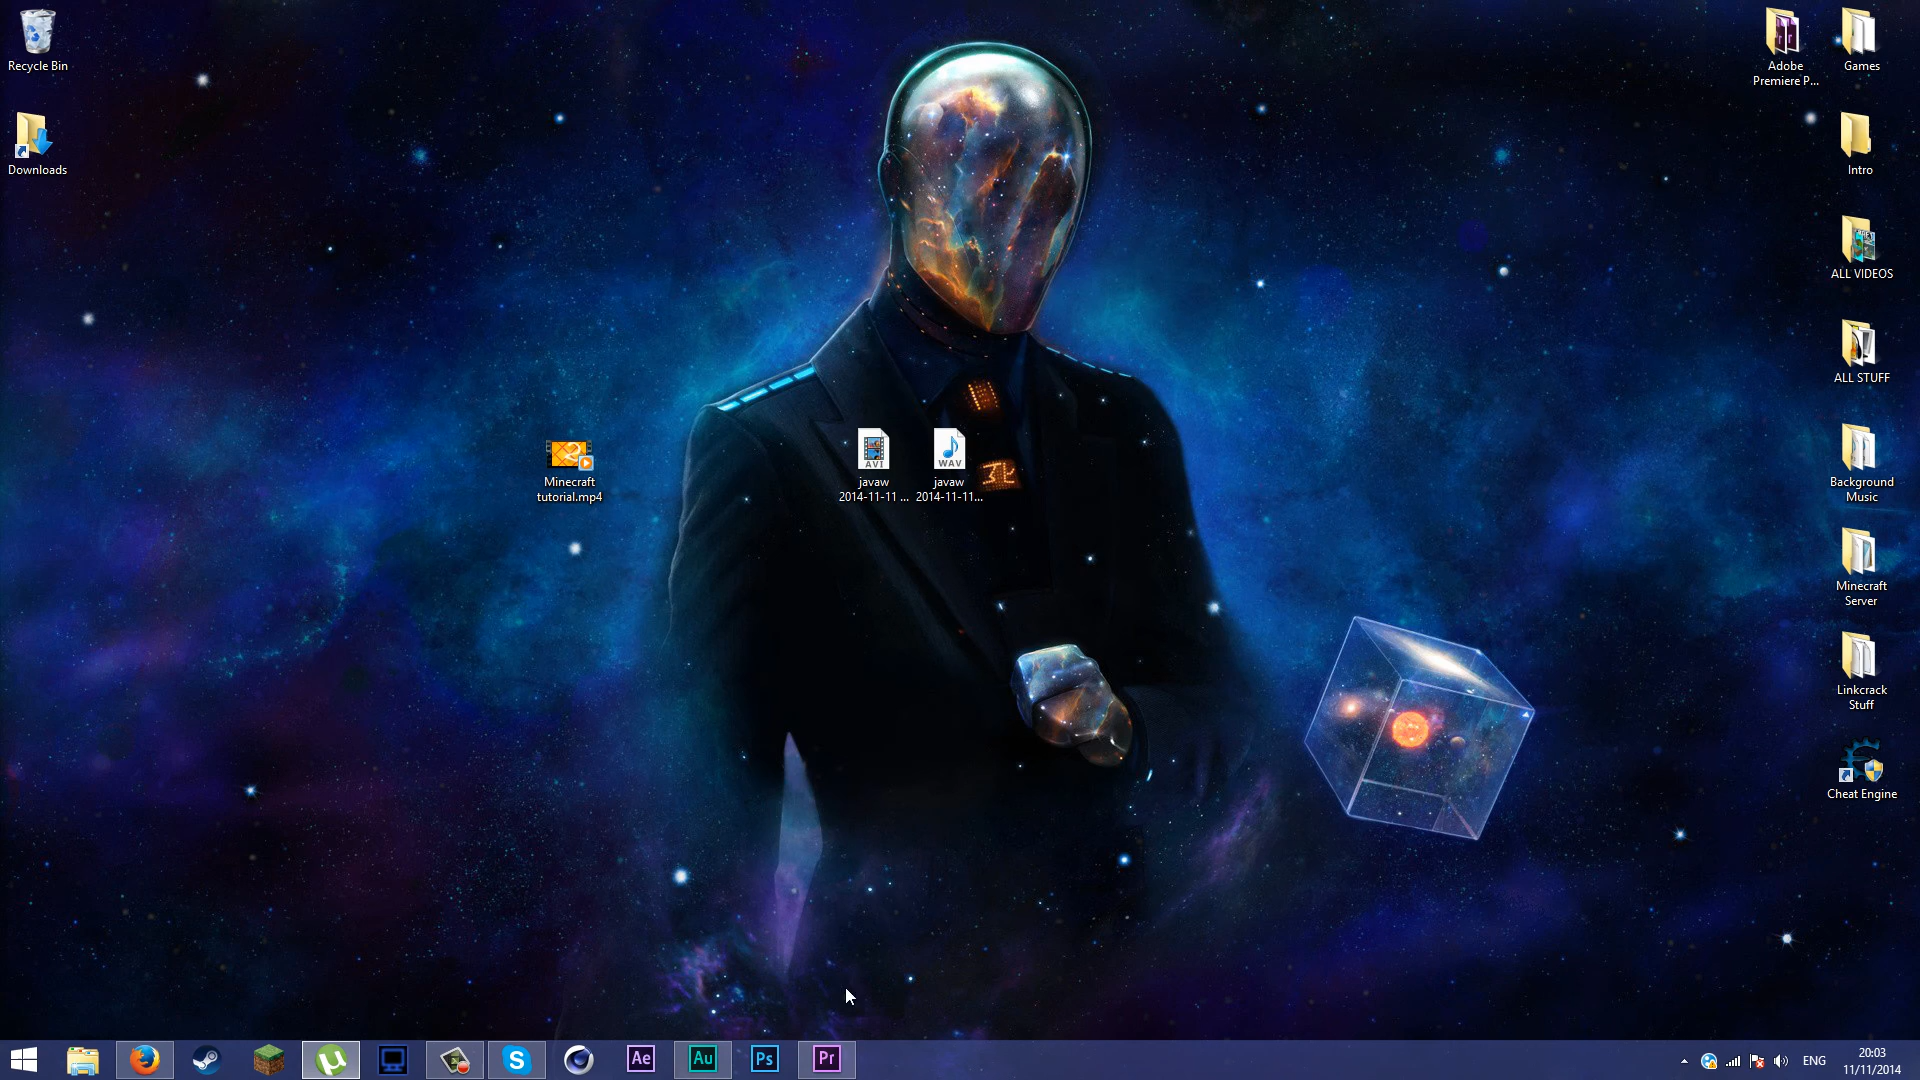 Recycle Bin
Downloads
Minecraft
tutorial.mp4
AVI
javaw
2014-11-11 ...
WAV
javaw
2014-11-11...
Adobe
Premiere P...
Games
Intro
ALL VIDEOS
ALL STUFF
Background
Music
Minecraft
Server
Linkcrack
Stuff
Cheat Engine
Ae
Au
Ps
Pr
ENG
20:03
11/11/2014